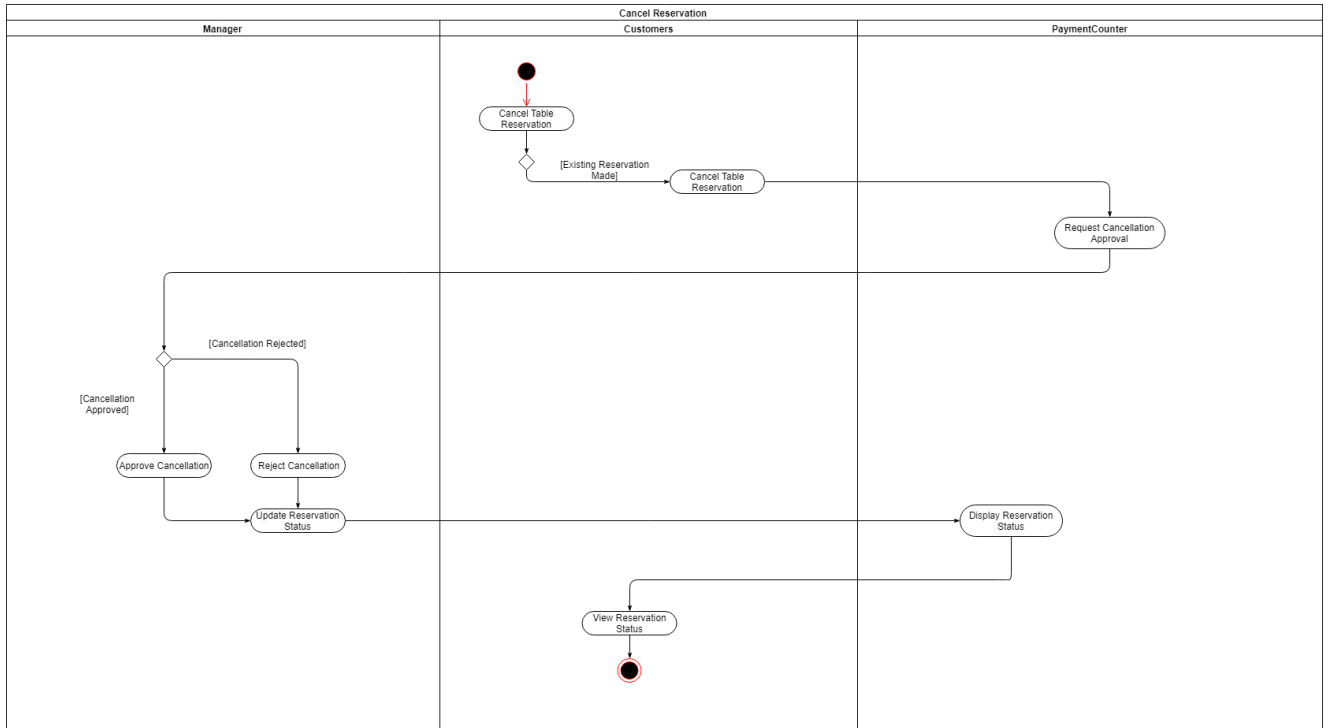 Cancel Reservation
Manager
Customers
PaymentCounter
Cancel Table
Reservation
[Existing Reservation
Made]
Cancel Table
Reservation
Request Cancellation
Approval
[Cancellation Rejected]
[Cancellation
Approved]
Approve Cancellation
Reject Cancellation
Update Reservation
Status
Display Reservation
Status
View Reservation
Status